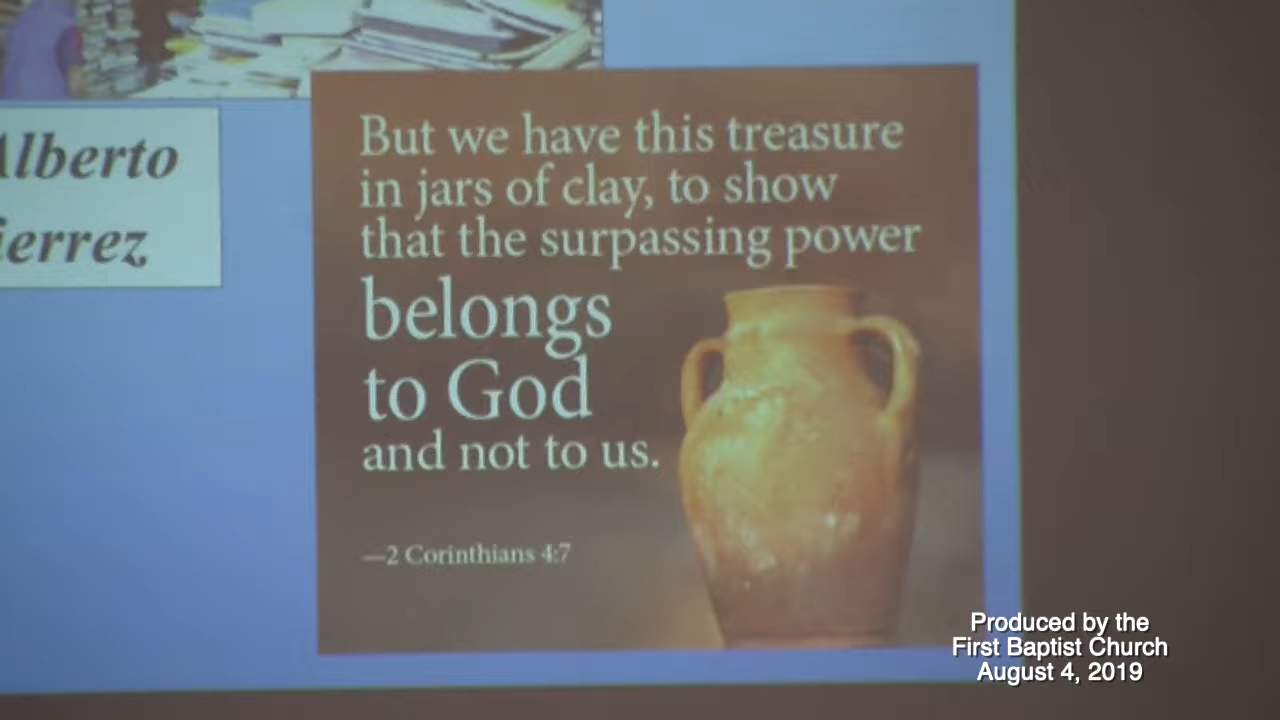 Alberto
ierrez
But we have this treasure
in jars of clay, to show
that the surpassing power
belongs
to God
and not to us.
—2 Corinthians 4:7
Produced by the
First Baptist Church
August 4, 2019